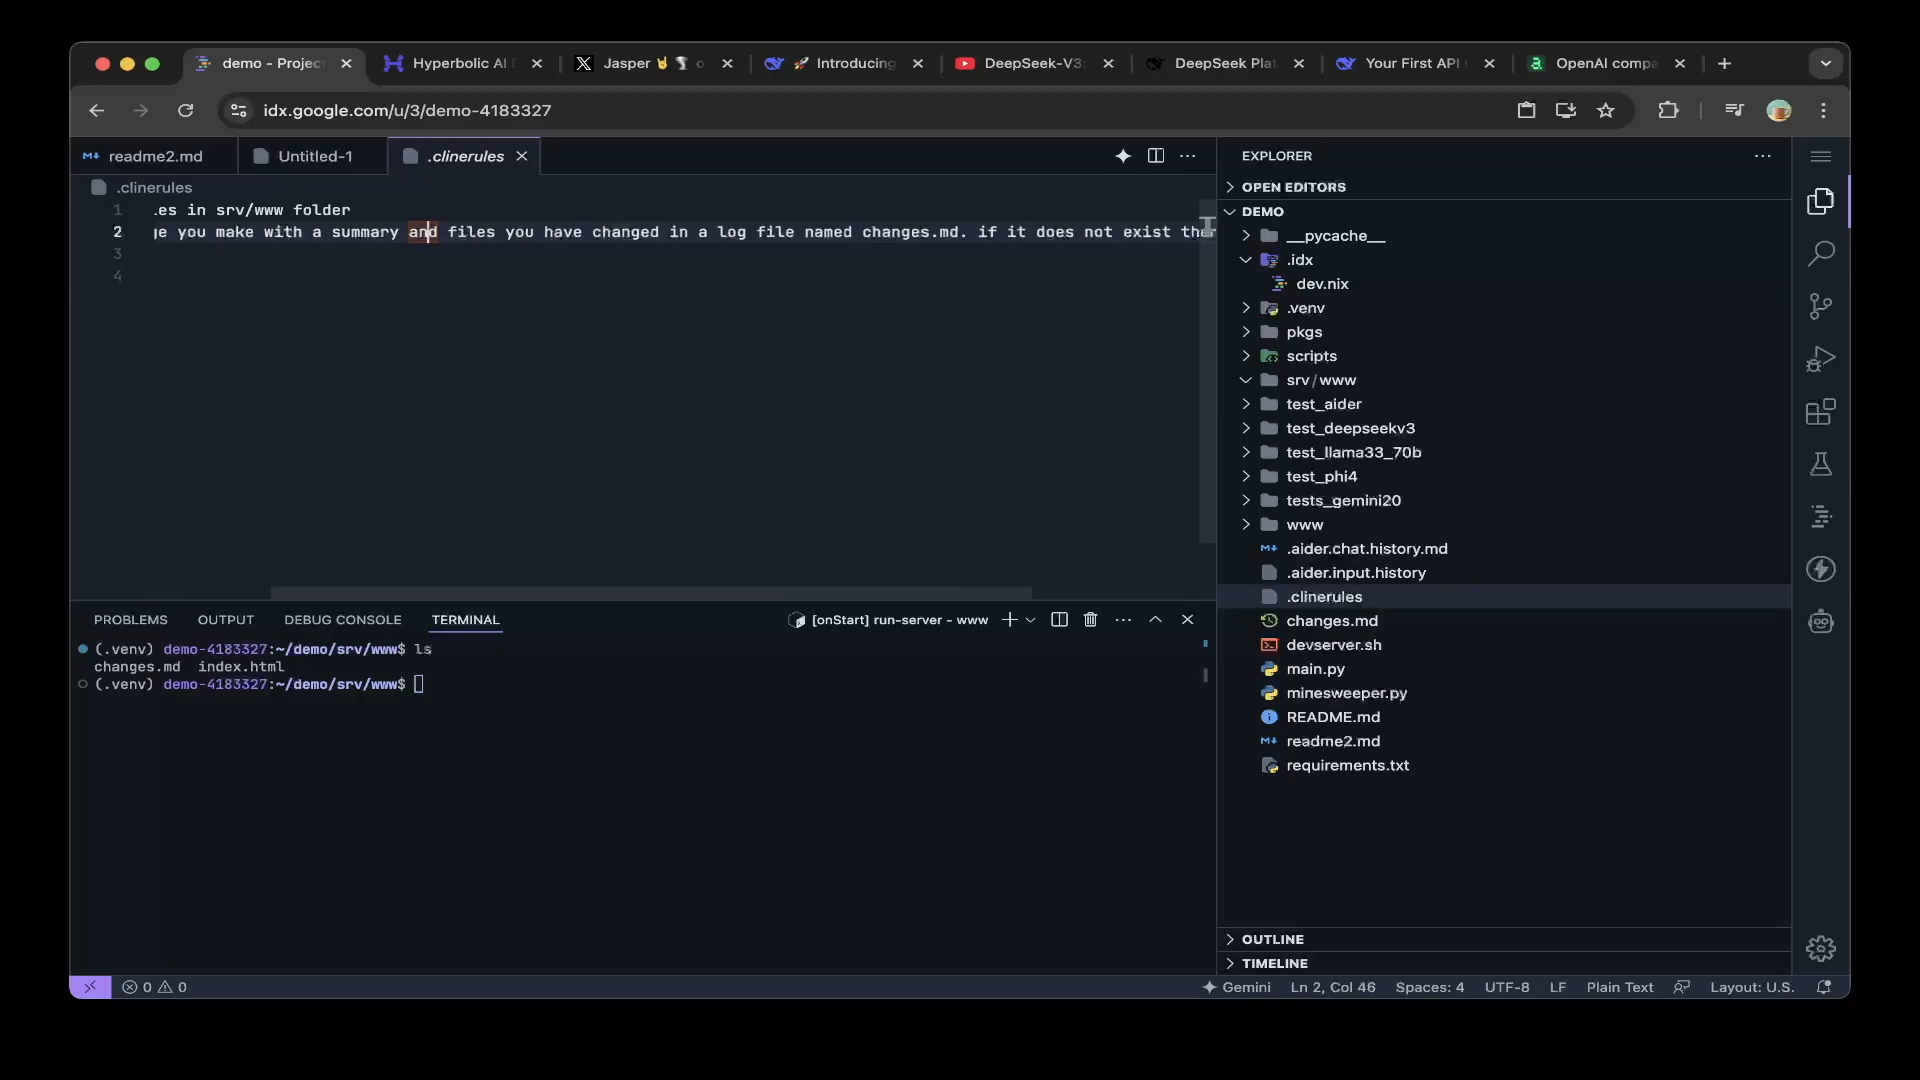 demo - Project
Hyperbolic AI
Jasper
Introducing
DeepSeek-V3:
DeepSeek Plat
Your First API
OpenAI compa
idx.google.com/u/3/demo-4183327
readme2.md
Untitled-1
.clinerules
.clinerules
1 .es in srv/www folder
2 you make with a summary and files you have changed in a log file named changes.md. if it does not exist the
3
4
PROBLEMS
OUTPUT
DEBUG CONSOLE
TERMINAL
[onStart] run-server - www
(.venv) demo-4183327:~/demo/srv/www$ ls
changes.md index.html
(.venv) demo-4183327:~/demo/srv/www$
EXPLORER
OPEN EDITORS
DEMO
__pycache__
.idx
dev.nix
.venv
pkgs
scripts
srv/www
test_aider
test_deepseekv3
test_llama33_70b
test_phi4
tests_gemini20
www
.aider.chat.history.md
.aider.input.history
.clinerules
changes.md
devserver.sh
main.py
minesweeper.py
README.md
readme2.md
requirements.txt
OUTLINE
TIMELINE
0 0
Gemini
Ln 2, Col 46
Spaces: 4
UTF-8
LF
Plain Text
Layout: U.S.